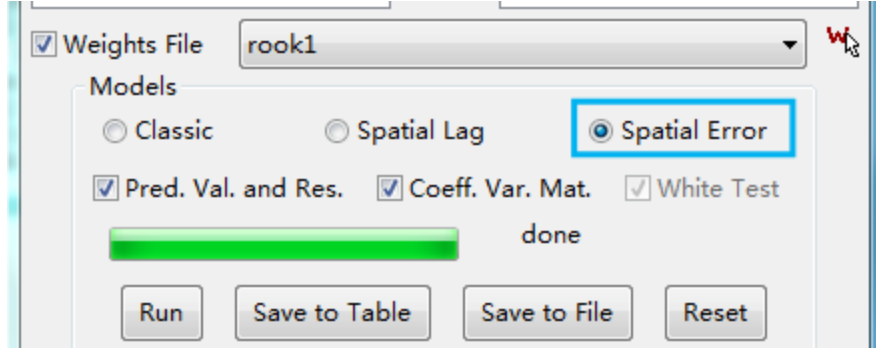 Weights File rook1
Models
Classic Spatial Lag Spatial Error
Pred. Val. and Res. Coeff. Var. Mat. White Test
done
Run Save to Table Save to File Reset